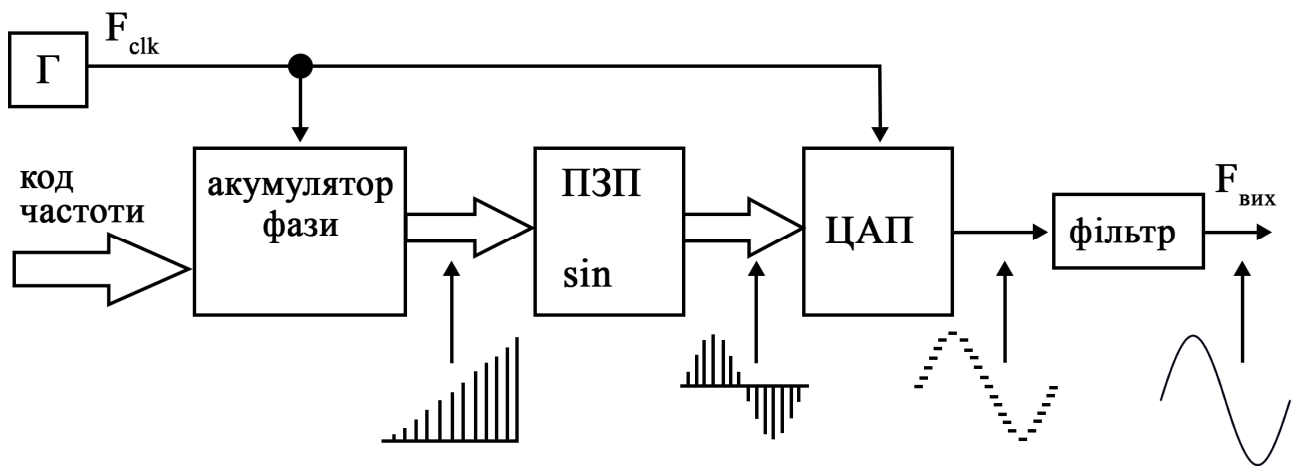 F_clk
Г
код
частоти
акумулятор
фази
ПЗП
sin
ЦАП
фільтр
F_вих